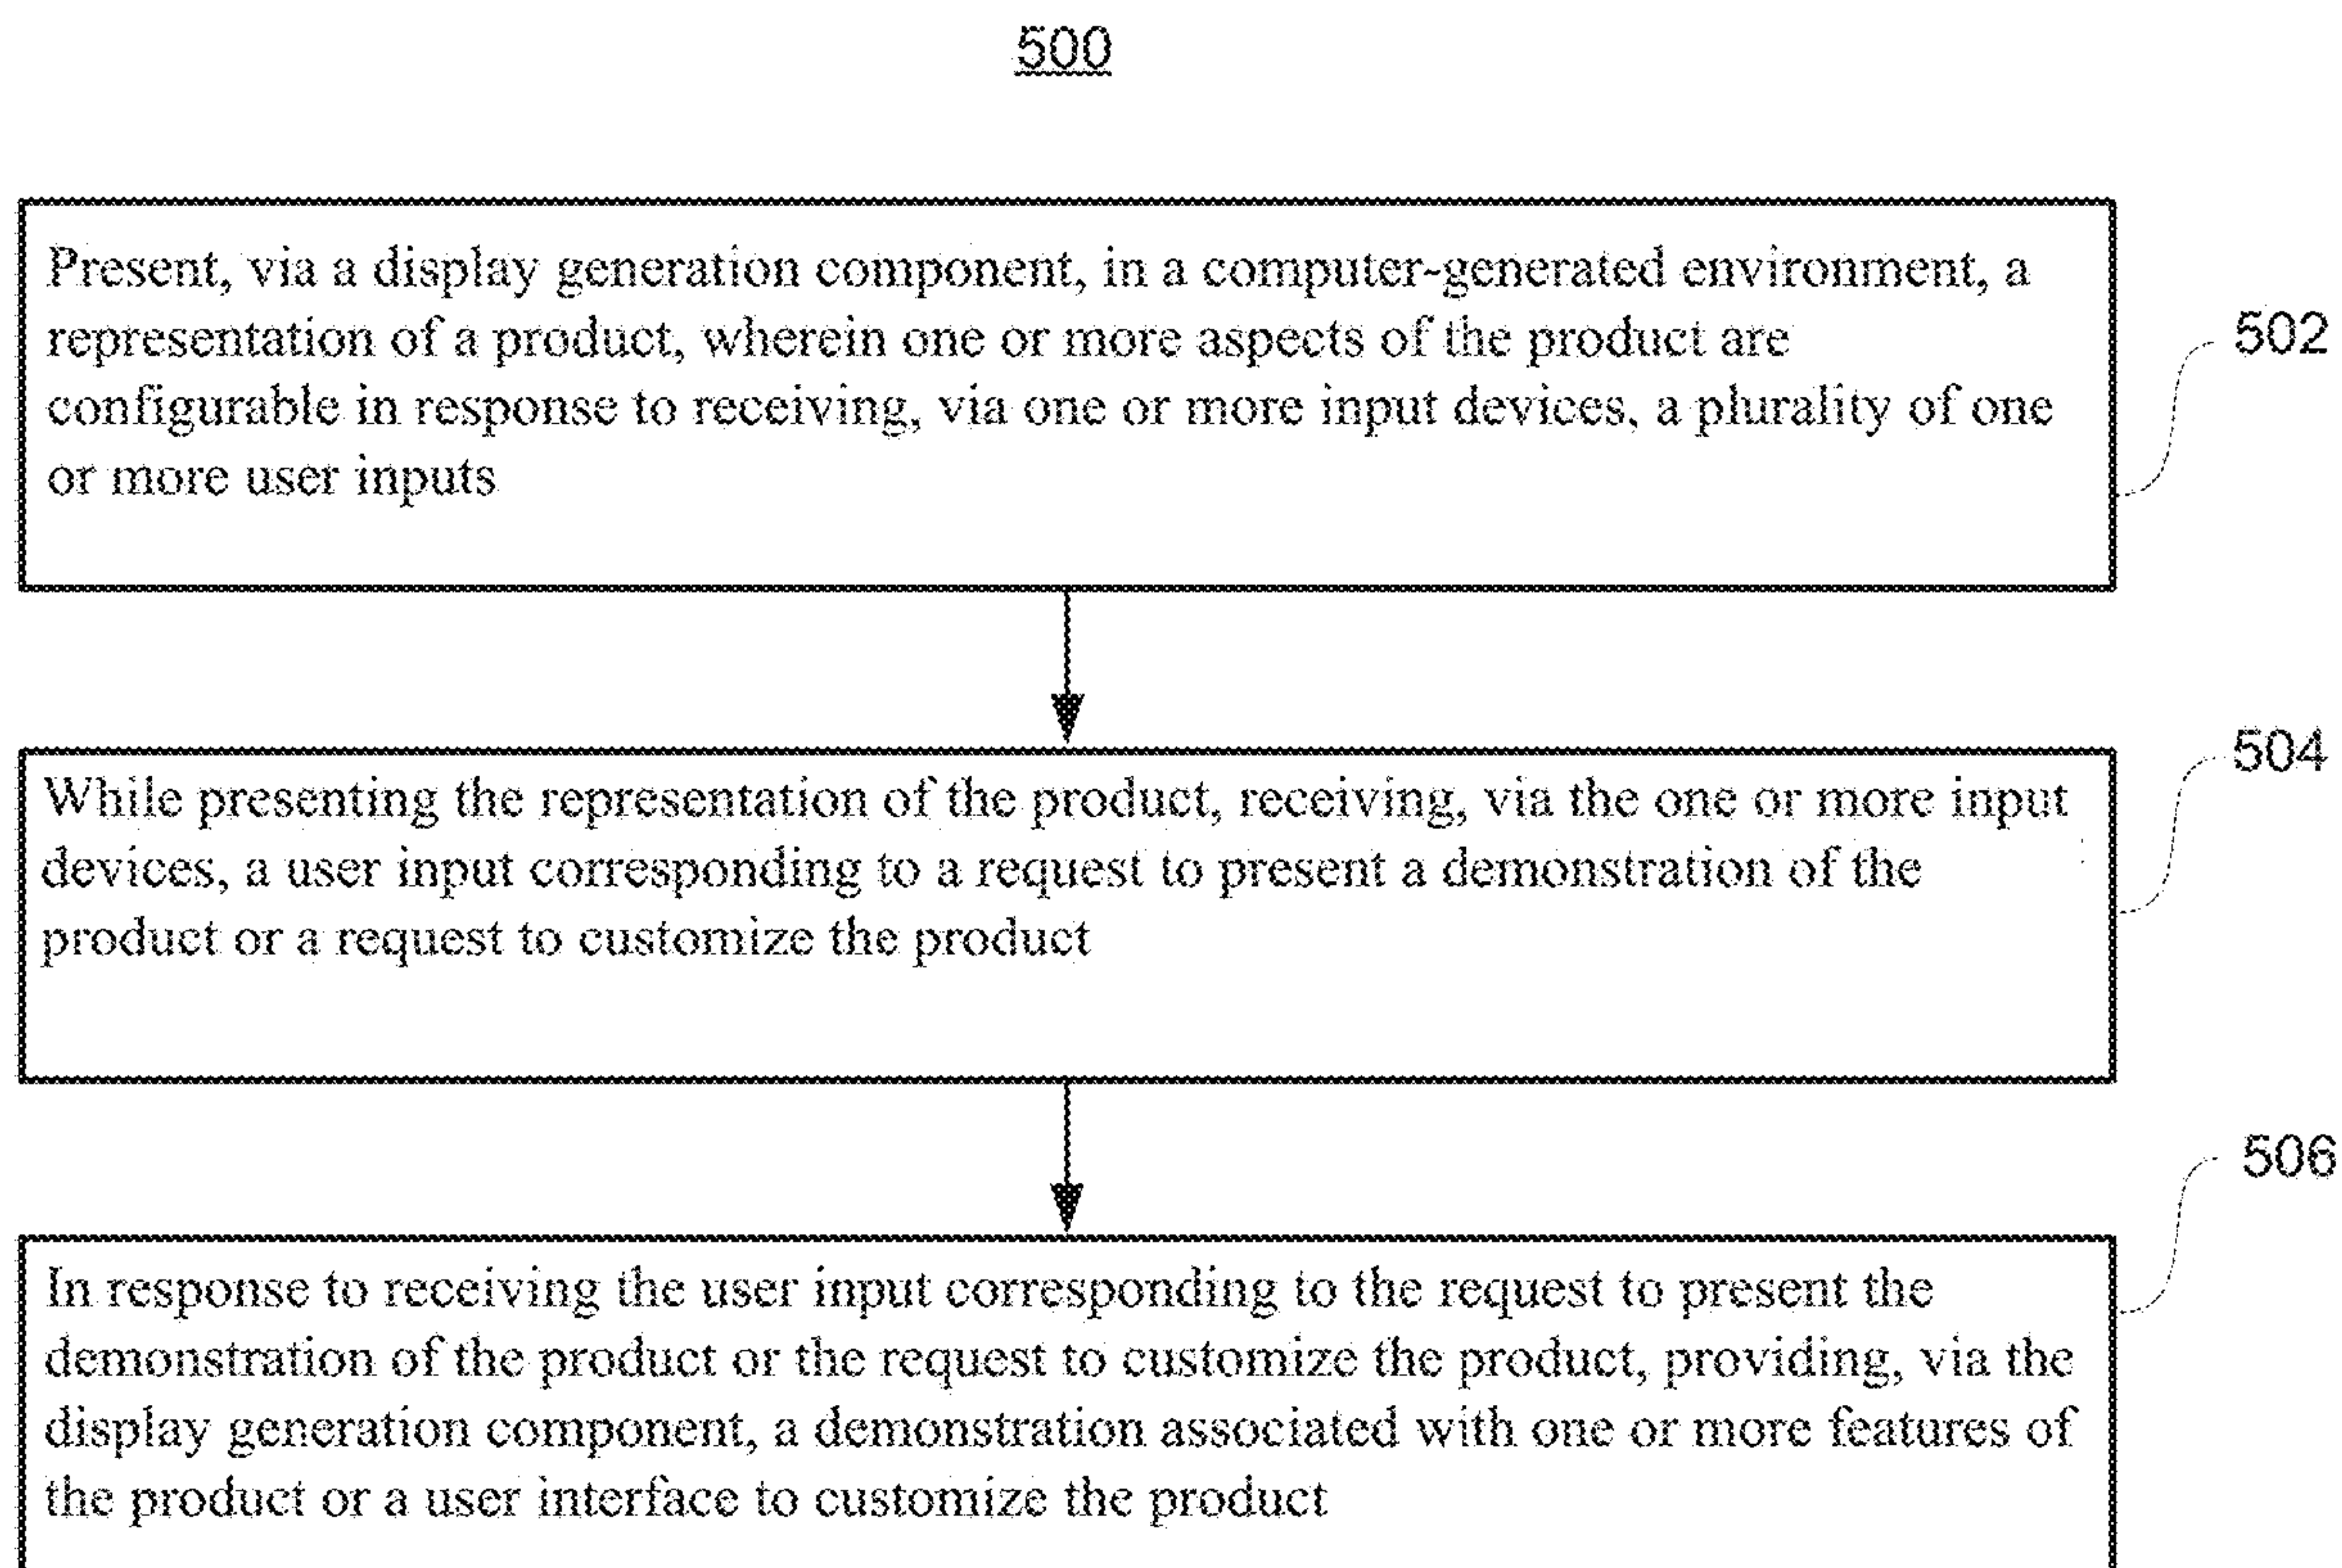 500
Present, via a display generation component, in a computer-generated environment, a
representation of a product, wherein one or more aspects of the product are
configurable in response to receiving, via one or more input devices, a plurality of one
or more user inputs
502
While presenting the representation of the product, receiving, via the one or more input
devices, a user input corresponding to a request to present a demonstration of the
product or a request to customize the product
504
In response to receiving the user input corresponding to the request to present the
demonstration of the product or the request to customize the product, providing, via the
display generation component, a demonstration associated with one or more features of
the product or a user interface to customize the product
506